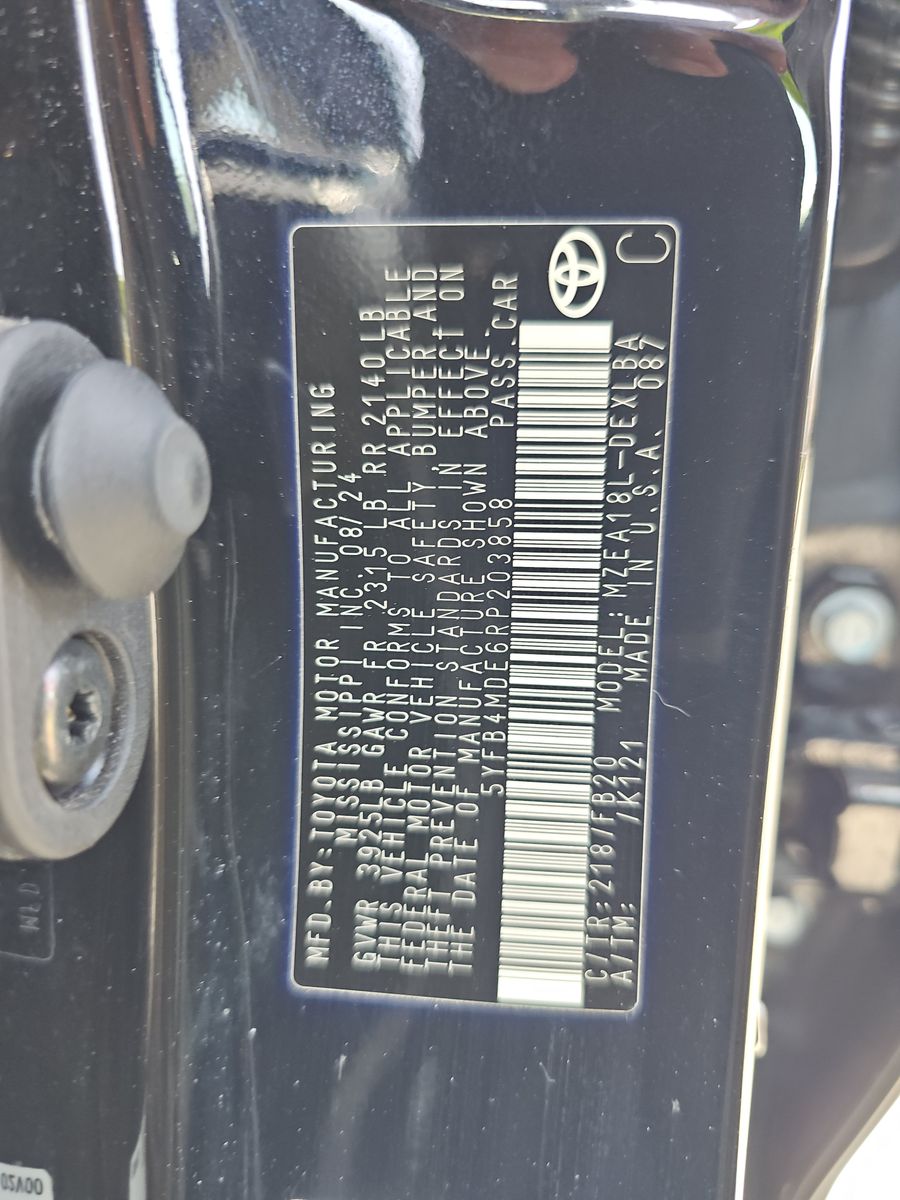 MFD.BY:TOYOTA MOTOR MANUFACTURING
MISSISSIPPI INC. 08/24
GVWR 3925LB GAWR FR 2315 LB RR 2140LB
THIS VEHICLE CONFORMS TO ALL APPLICABLE
FEDERAL MOTOR VEHICLE SAFETY BUMPER AND
THEFT PREVENTION STANDARDS IN EFFECT ON
THE DATE OF MANUFACTURE SHOWN ABOVE.
5YFB4MDE6RP203858 PASS.CAR
C/TR:218/FB20 MODEL:MZEA18L-DEXLBA
A/TM: /K121 MADE IN U.S.A. 087
C